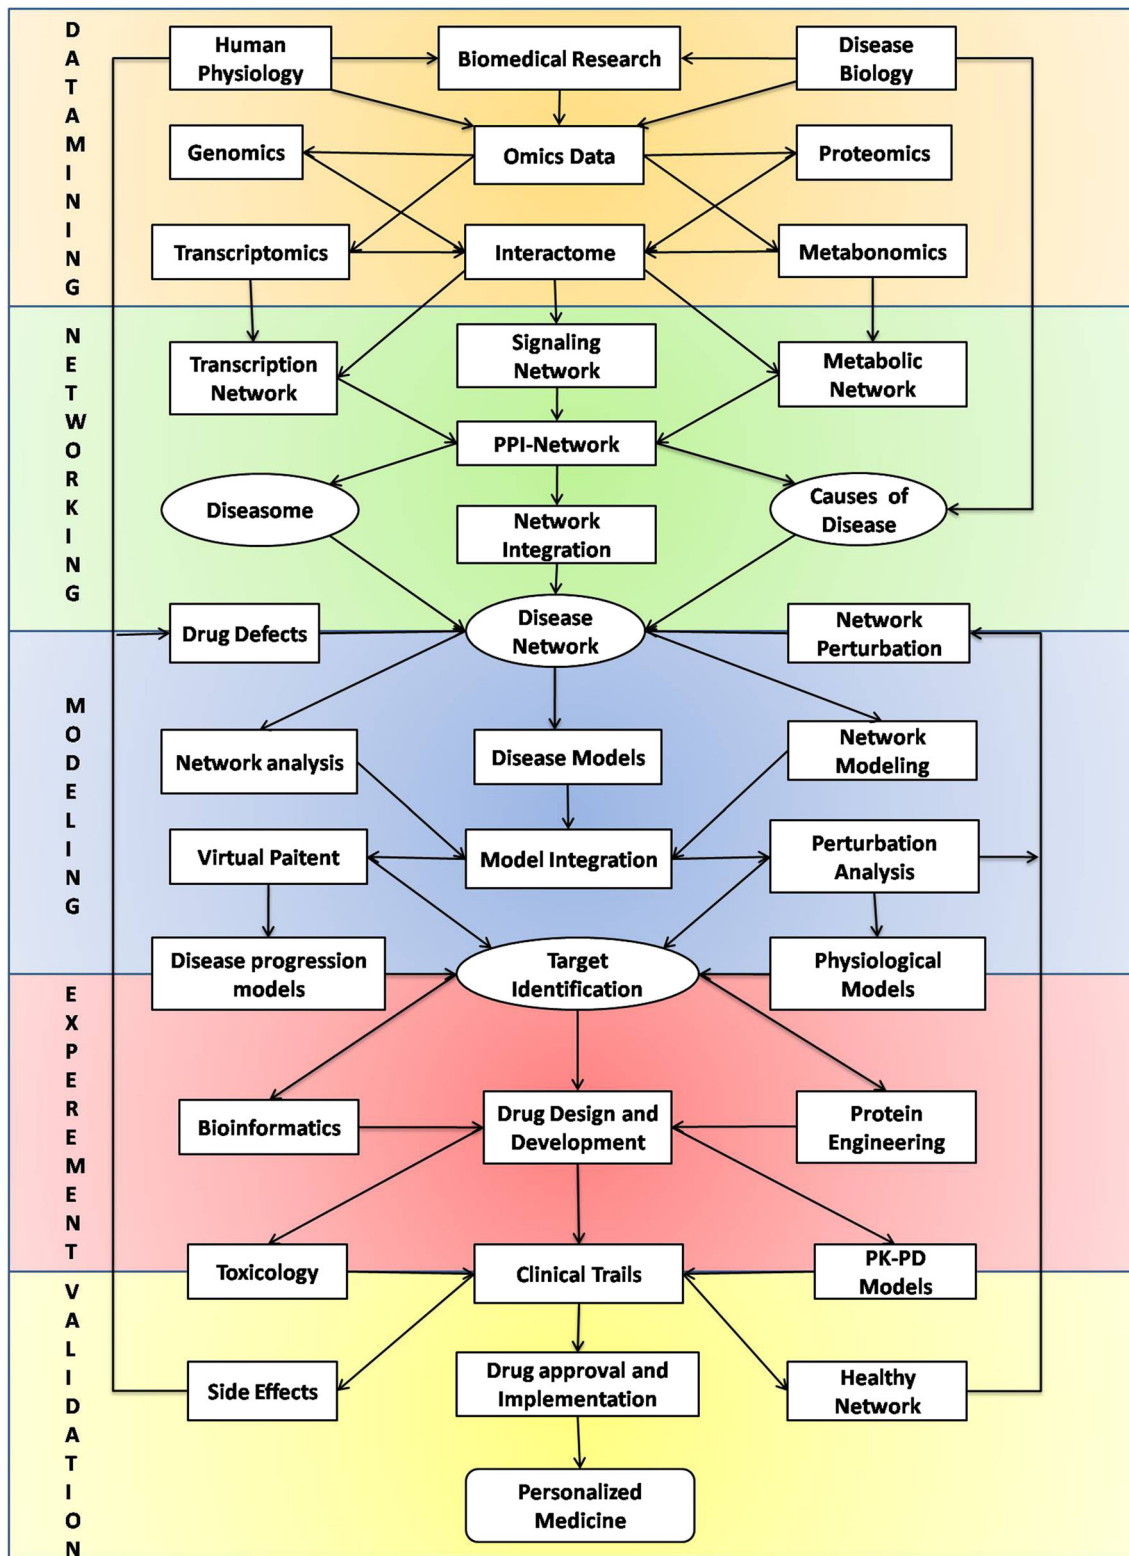 DATAMINING
Human
Physiology
Biomedical Research
Disease
Biology
Genomics
Omics Data
Proteomics
Transcriptomics
Interactome
Metabonomics
NETWORKING
Transcription
Network
Signaling
Network
Metabolic
Network
PPI-Network
Diseasome
Network
Integration
Causes of
Disease
Drug Defects
Disease
Network
Network
Perturbation
MODELING
Network analysis
Disease Models
Network
Modeling
Virtual Paitent
Model Integration
Perturbation
Analysis
Disease progression
models
Target
Identification
Physiological
Models
EXPEREMENT
Bioinformatics
Drug Design and
Development
Protein
Engineering
Toxicology
Clinical Trails
PK-PD
Models
VALIDATION
Side Effects
Drug approval and
Implementation
Healthy
Network
Personalized
Medicine